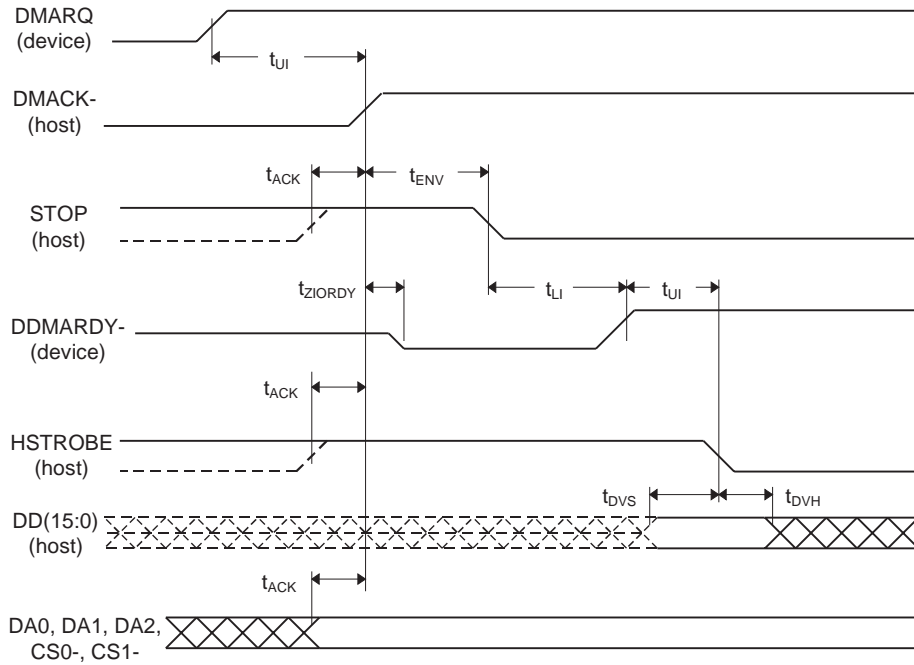 DMARQ
(device)
tUI
DMACK-
(host)
tACK
tENV
STOP
(host)
tZIORDY
tLI
tUI
DDMARDY-
(device)
tACK
HSTROBE
(host)
tDVS
tDVH
DD(15:0)
(host)
tACK
DA0, DA1, DA2,
CS0-, CS1-